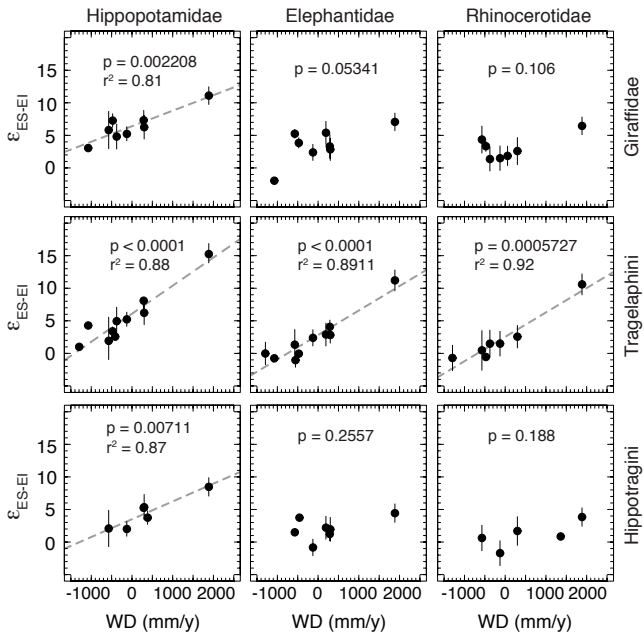 Hippopotamidae Elephantidae Rhinocerotidae
ε_ES-EI 15 10 5 0
p = 0.002208
r² = 0.81
p = 0.05341
p = 0.106
Giraffidae
ε_ES-EI 15 10 5 0
p < 0.0001
r² = 0.88
p < 0.0001
r² = 0.8911
p = 0.0005727
r² = 0.92
Tragelaphini
ε_ES-EI 15 10 5 0
p = 0.00711
r² = 0.87
p = 0.2557
p = 0.188
Hippotragini
-1000 0 1000 2000 -1000 0 1000 2000 -1000 0 1000 2000
WD (mm/y) WD (mm/y) WD (mm/y)